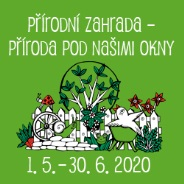 PŘÍRODNÍ ZAHRADA –
PŘÍRODA POD NAŠIMI OKNY
1. 5.-30. 6. 2020